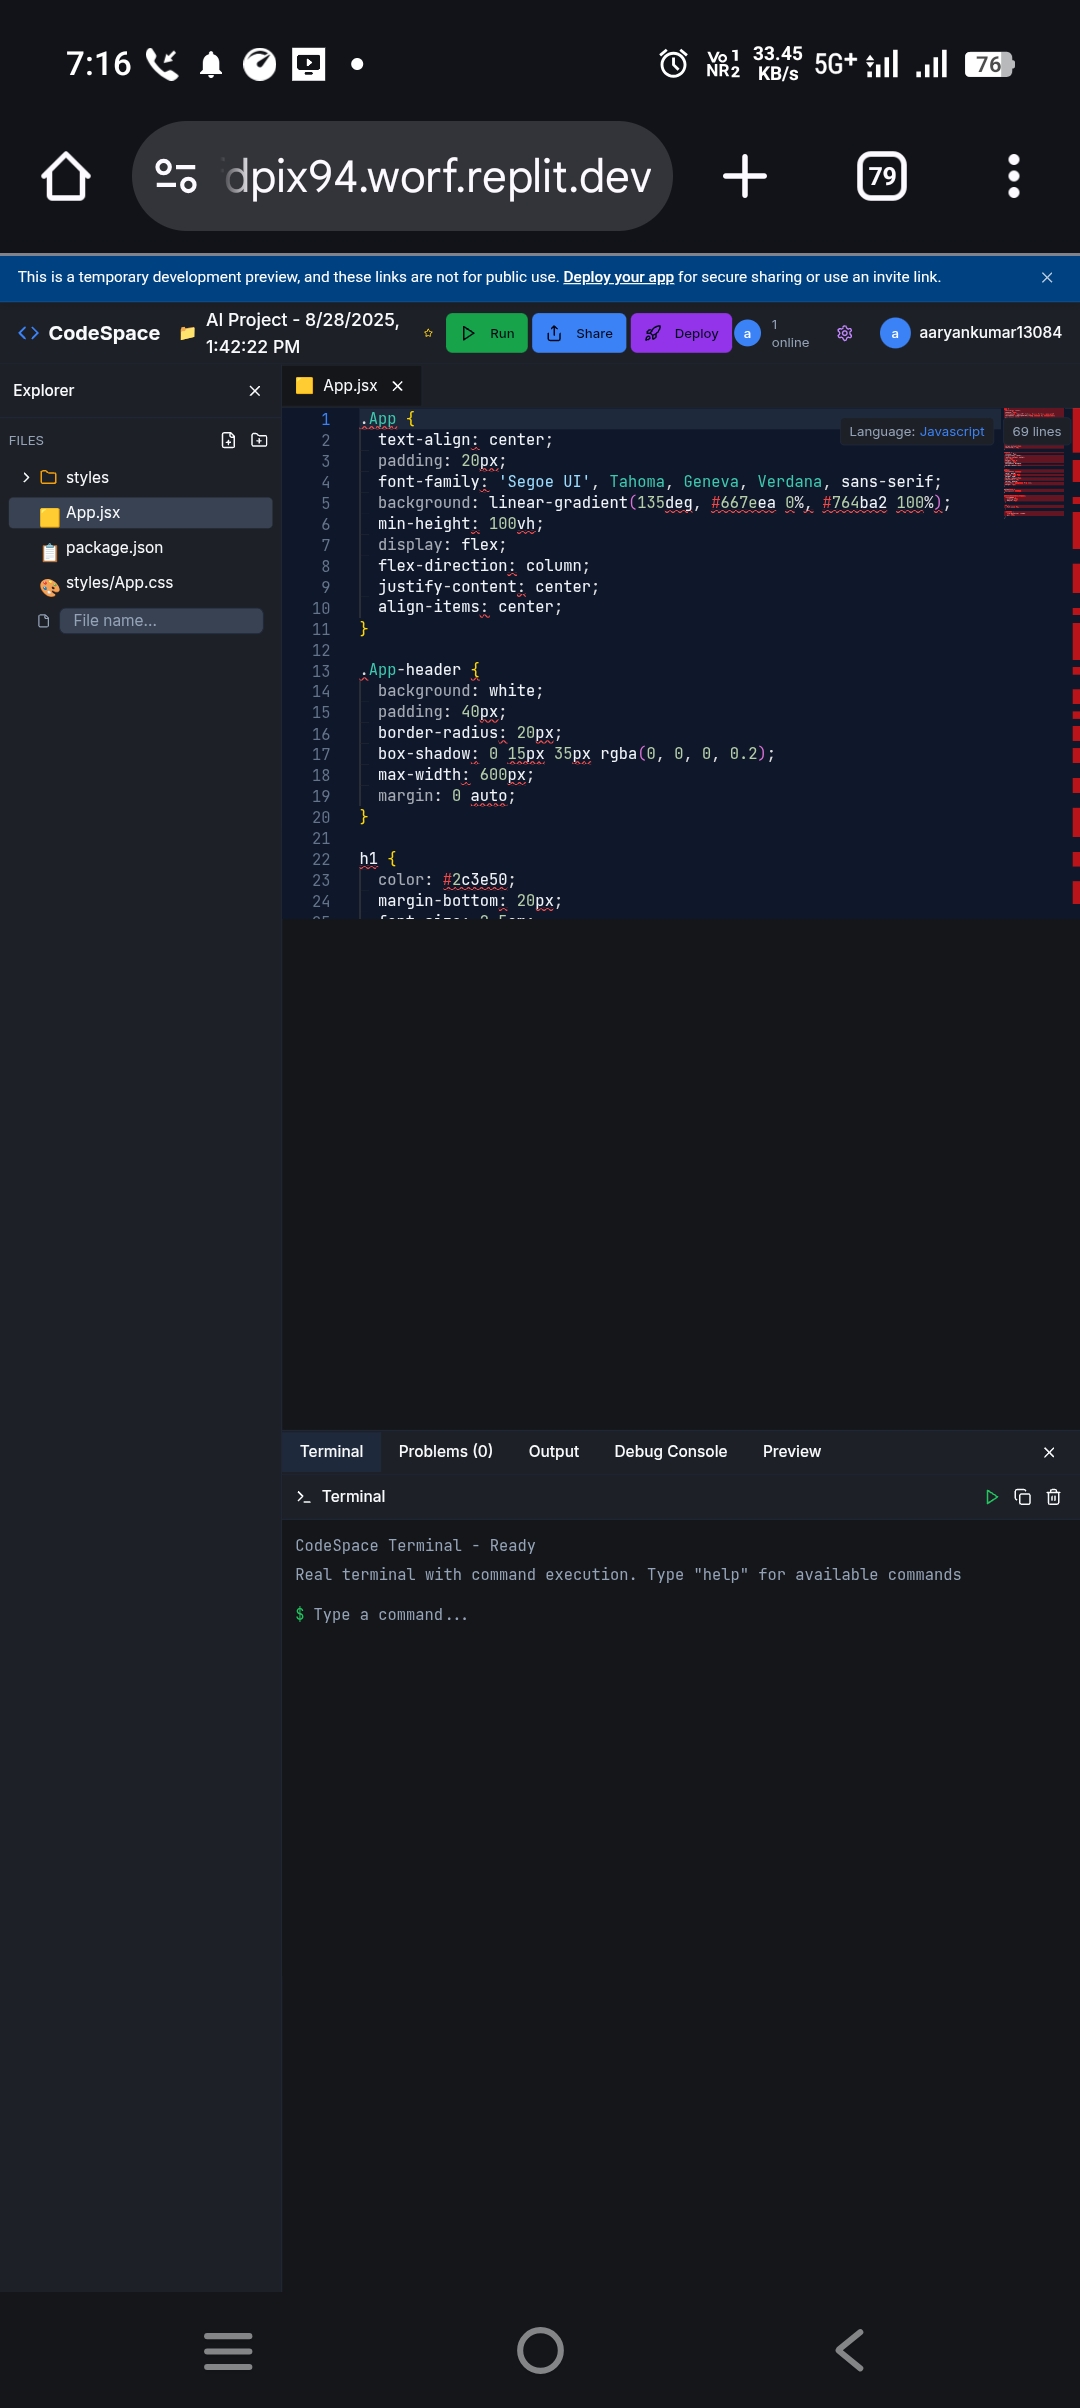 7:16
Vo 1
NR2
33.45
KB/s
5G+
76
dpix94.worf.replit.dev
79
This is a temporary development preview, and these links are not for public use. Deploy your app for secure sharing or use an invite link.
CodeSpace
AI Project - 8/28/2025,
1:42:22 PM
Run
Share
Deploy
a
1
online
a
aaryankumar13084
Explorer
App.jsx
FILES
styles
App.jsx
package.json
styles/App.css
File name...
Language: Javascript
69 lines
1 .App {
2 text-align: center;
3 padding: 20px;
4 font-family: 'Segoe UI', Tahoma, Geneva, Verdana, sans-serif;
5 background: linear-gradient(135deg, #667eea 0%, #764ba2 100%);
6 min-height: 100vh;
7 display: flex;
8 flex-direction: column;
9 justify-content: center;
10 align-items: center;
11 }
12
13 .App-header {
14 background: white;
15 padding: 40px;
16 border-radius: 20px;
17 box-shadow: 0 15px 35px rgba(0, 0, 0, 0.2);
18 max-width: 600px;
19 margin: 0 auto;
20 }
21
22 h1 {
23 color: #2c3e50;
24 margin-bottom: 20px;
Terminal
Problems (0)
Output
Debug Console
Preview
Terminal
CodeSpace Terminal - Ready
Real terminal with command execution. Type "help" for available commands
$ Type a command...